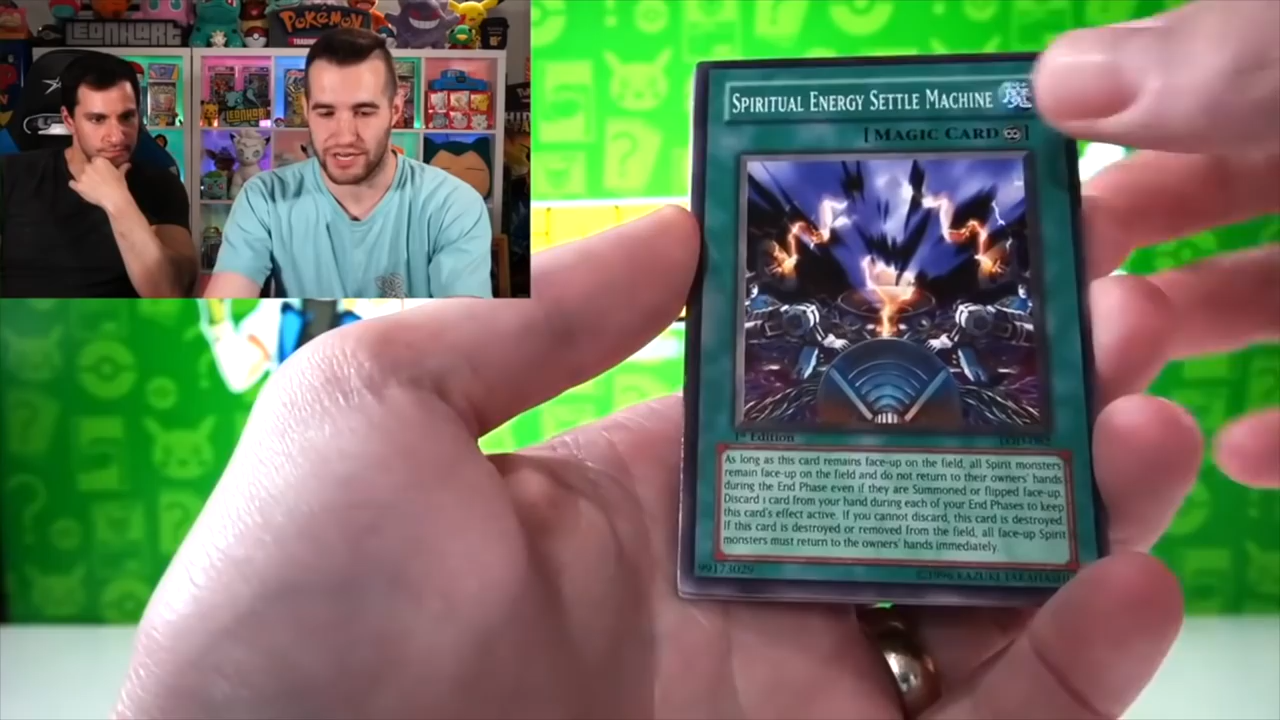 LEONHART
Pokémon
LEONHART
SPIRITUAL ENERGY SETTLE MACHINE
[MAGIC CARD ]
1st Edition
LOD-082
As long as this card remains face-up on the field, all Spirit monsters
remain face-up on the field and do not return to their owners' hands
during the End Phase even if they are Summoned or flipped face-up.
Discard 1 card from your hand during each of your End Phases to keep
this card's effect active. If you cannot discard, this card is destroyed.
If this card is destroyed or removed from the field, all face-up Spirit
monsters must return to the owners' hands immediately.
99173029
©1996 KAZUKI TAKAHASHI